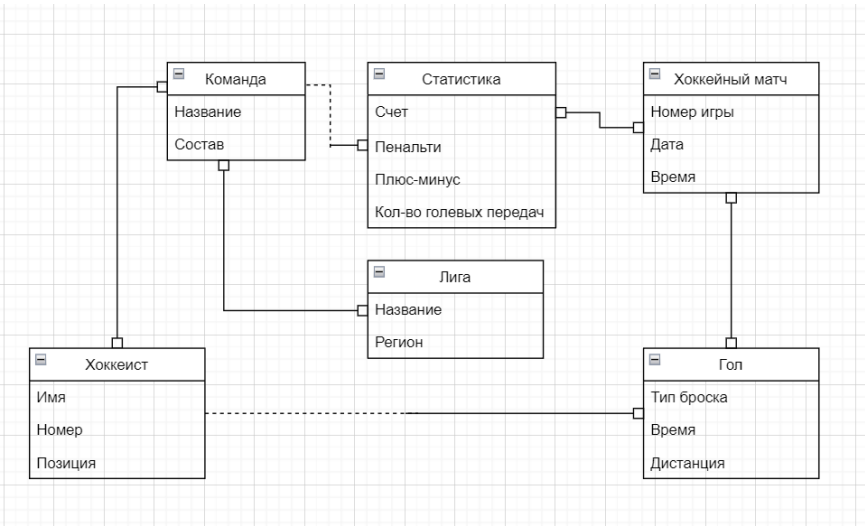 Команда
Название
Состав
Статистика
Счет
Пенальти
Плюс-минус
Кол-во голевых передач
Хоккейный матч
Номер игры
Дата
Время
Лига
Название
Регион
Хоккеист
Имя
Номер
Позиция
Гол
Тип броска
Время
Дистанция